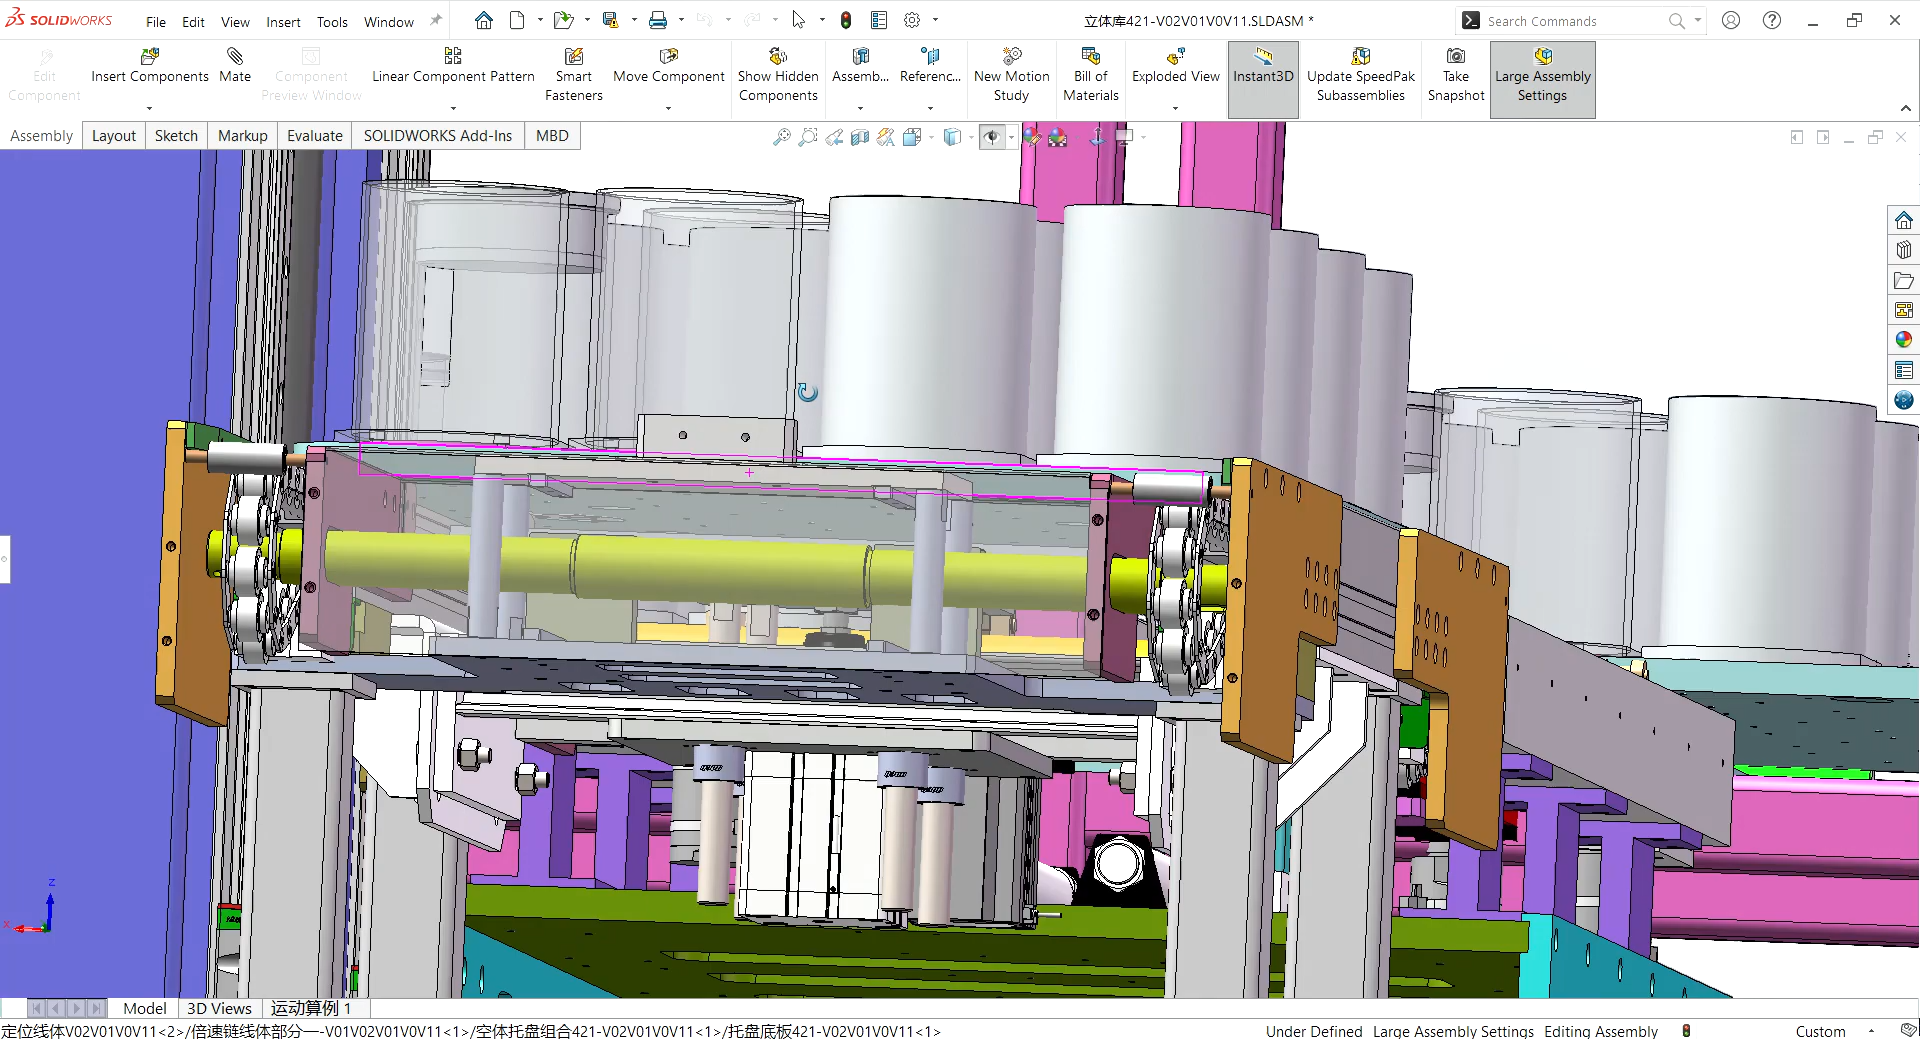 SOLIDWORKS File Edit View Insert Tools Window 立体库421-V02V01V0V11.SLDASM * Search Commands
Edit Component
Insert Components
Mate
Component Preview Window
Linear Component Pattern
Smart Fasteners
Move Component
Show Hidden Components
Assemb...
Referenc...
New Motion Study
Bill of Materials
Exploded View
Instant3D
Update SpeedPak Subassemblies
Take Snapshot
Large Assembly Settings
Assembly Layout Sketch Markup Evaluate SOLIDWORKS Add-Ins MBD
Z
X
Model 3D Views 运动算例 1
定位线体V02V01V0V11<2>/倍速链线体部分一-V01V02V01V0V11<1>/空体托盘组合421-V02V01V0V11<1>/托盘底板421-V02V01V0V11<1> Under Defined Large Assembly Settings Editing Assembly Custom